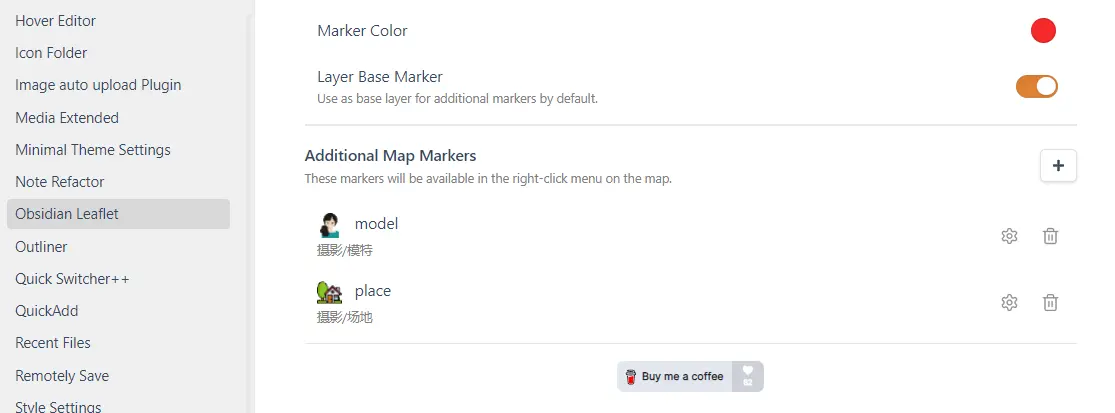 Hover Editor
Icon Folder
Image auto upload Plugin
Media Extended
Minimal Theme Settings
Note Refactor
Obsidian Leaflet
Outliner
Quick Switcher++
QuickAdd
Recent Files
Remotely Save
Style Settings
Marker Color
Layer Base Marker
Use as base layer for additional markers by default.
Additional Map Markers
These markers will be available in the right-click menu on the map.
model
摄影/模特
place
摄影/场地
Buy me a coffee
62